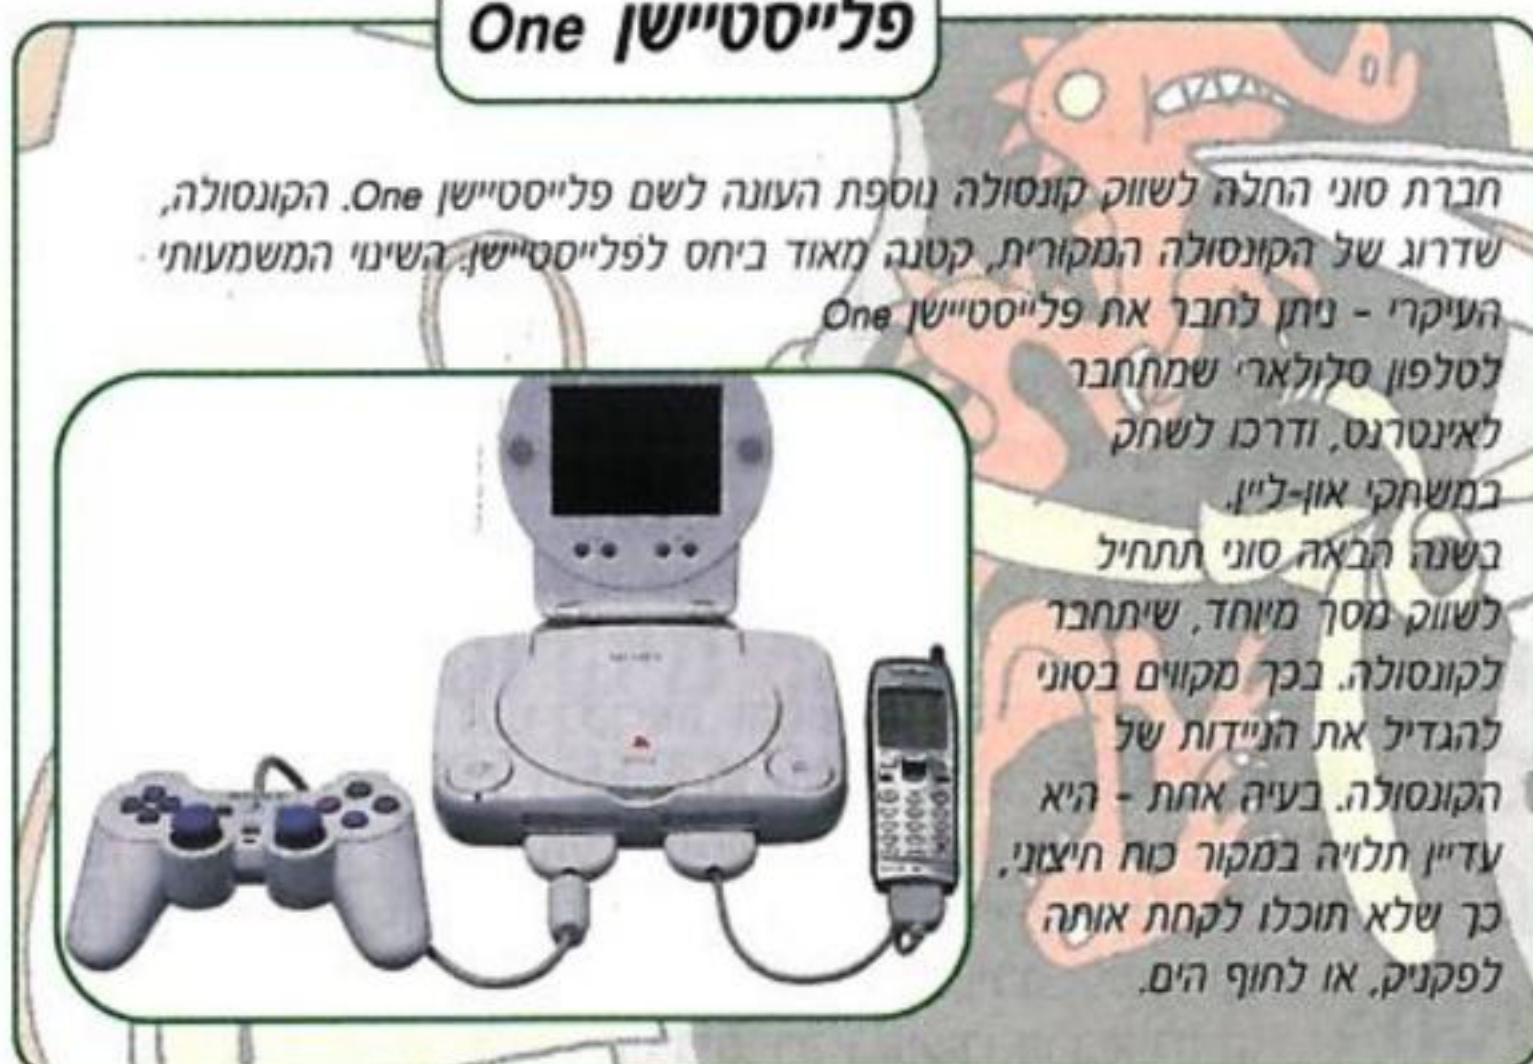 פלייסטיישן One
חברת סוני החלה לשווק קונסולה נוספת העונה לשם פלייסטיישן One. הקונסולה,
שדרוג של הקונסולה המקורית, קטנה מאוד ביחס לפלייסטיישן. השינוי המשמעותי
העיקרי - ניתן לחבר את פלייסטיישן One
לטלפון סלולארי שמתחבר
לאינטרנט, ודרכו לשחק
במשחקי און-ליין.
בשנה הבאה סוני תתחיל
לשווק מסך מיוחד, שיתחבר
לקונסולה. בכך מקווים בסוני
להגדיל את הניידות של
הקונסולה. בעיה אחת - היא
עדיין תלויה במקור כוח חיצוני,
כך שלא תוכלו לקחת אותה
לפקניק, או לחוף הים.